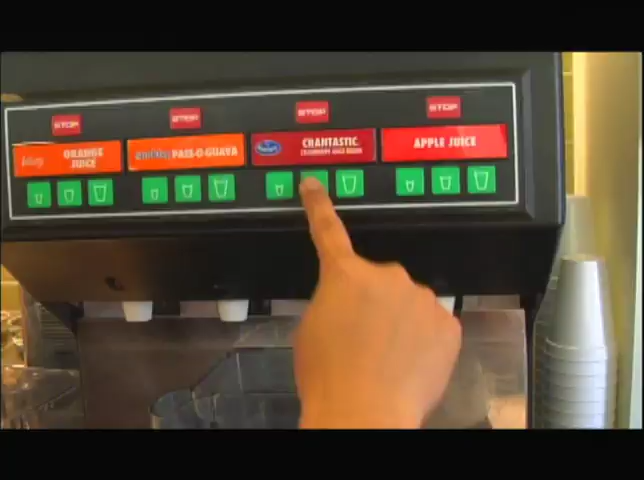 STOP
STOP
STOP
STOP
ORANGE
JUICE
PASS-O-GUAVA
CRANTASTIC
APPLE JUICE